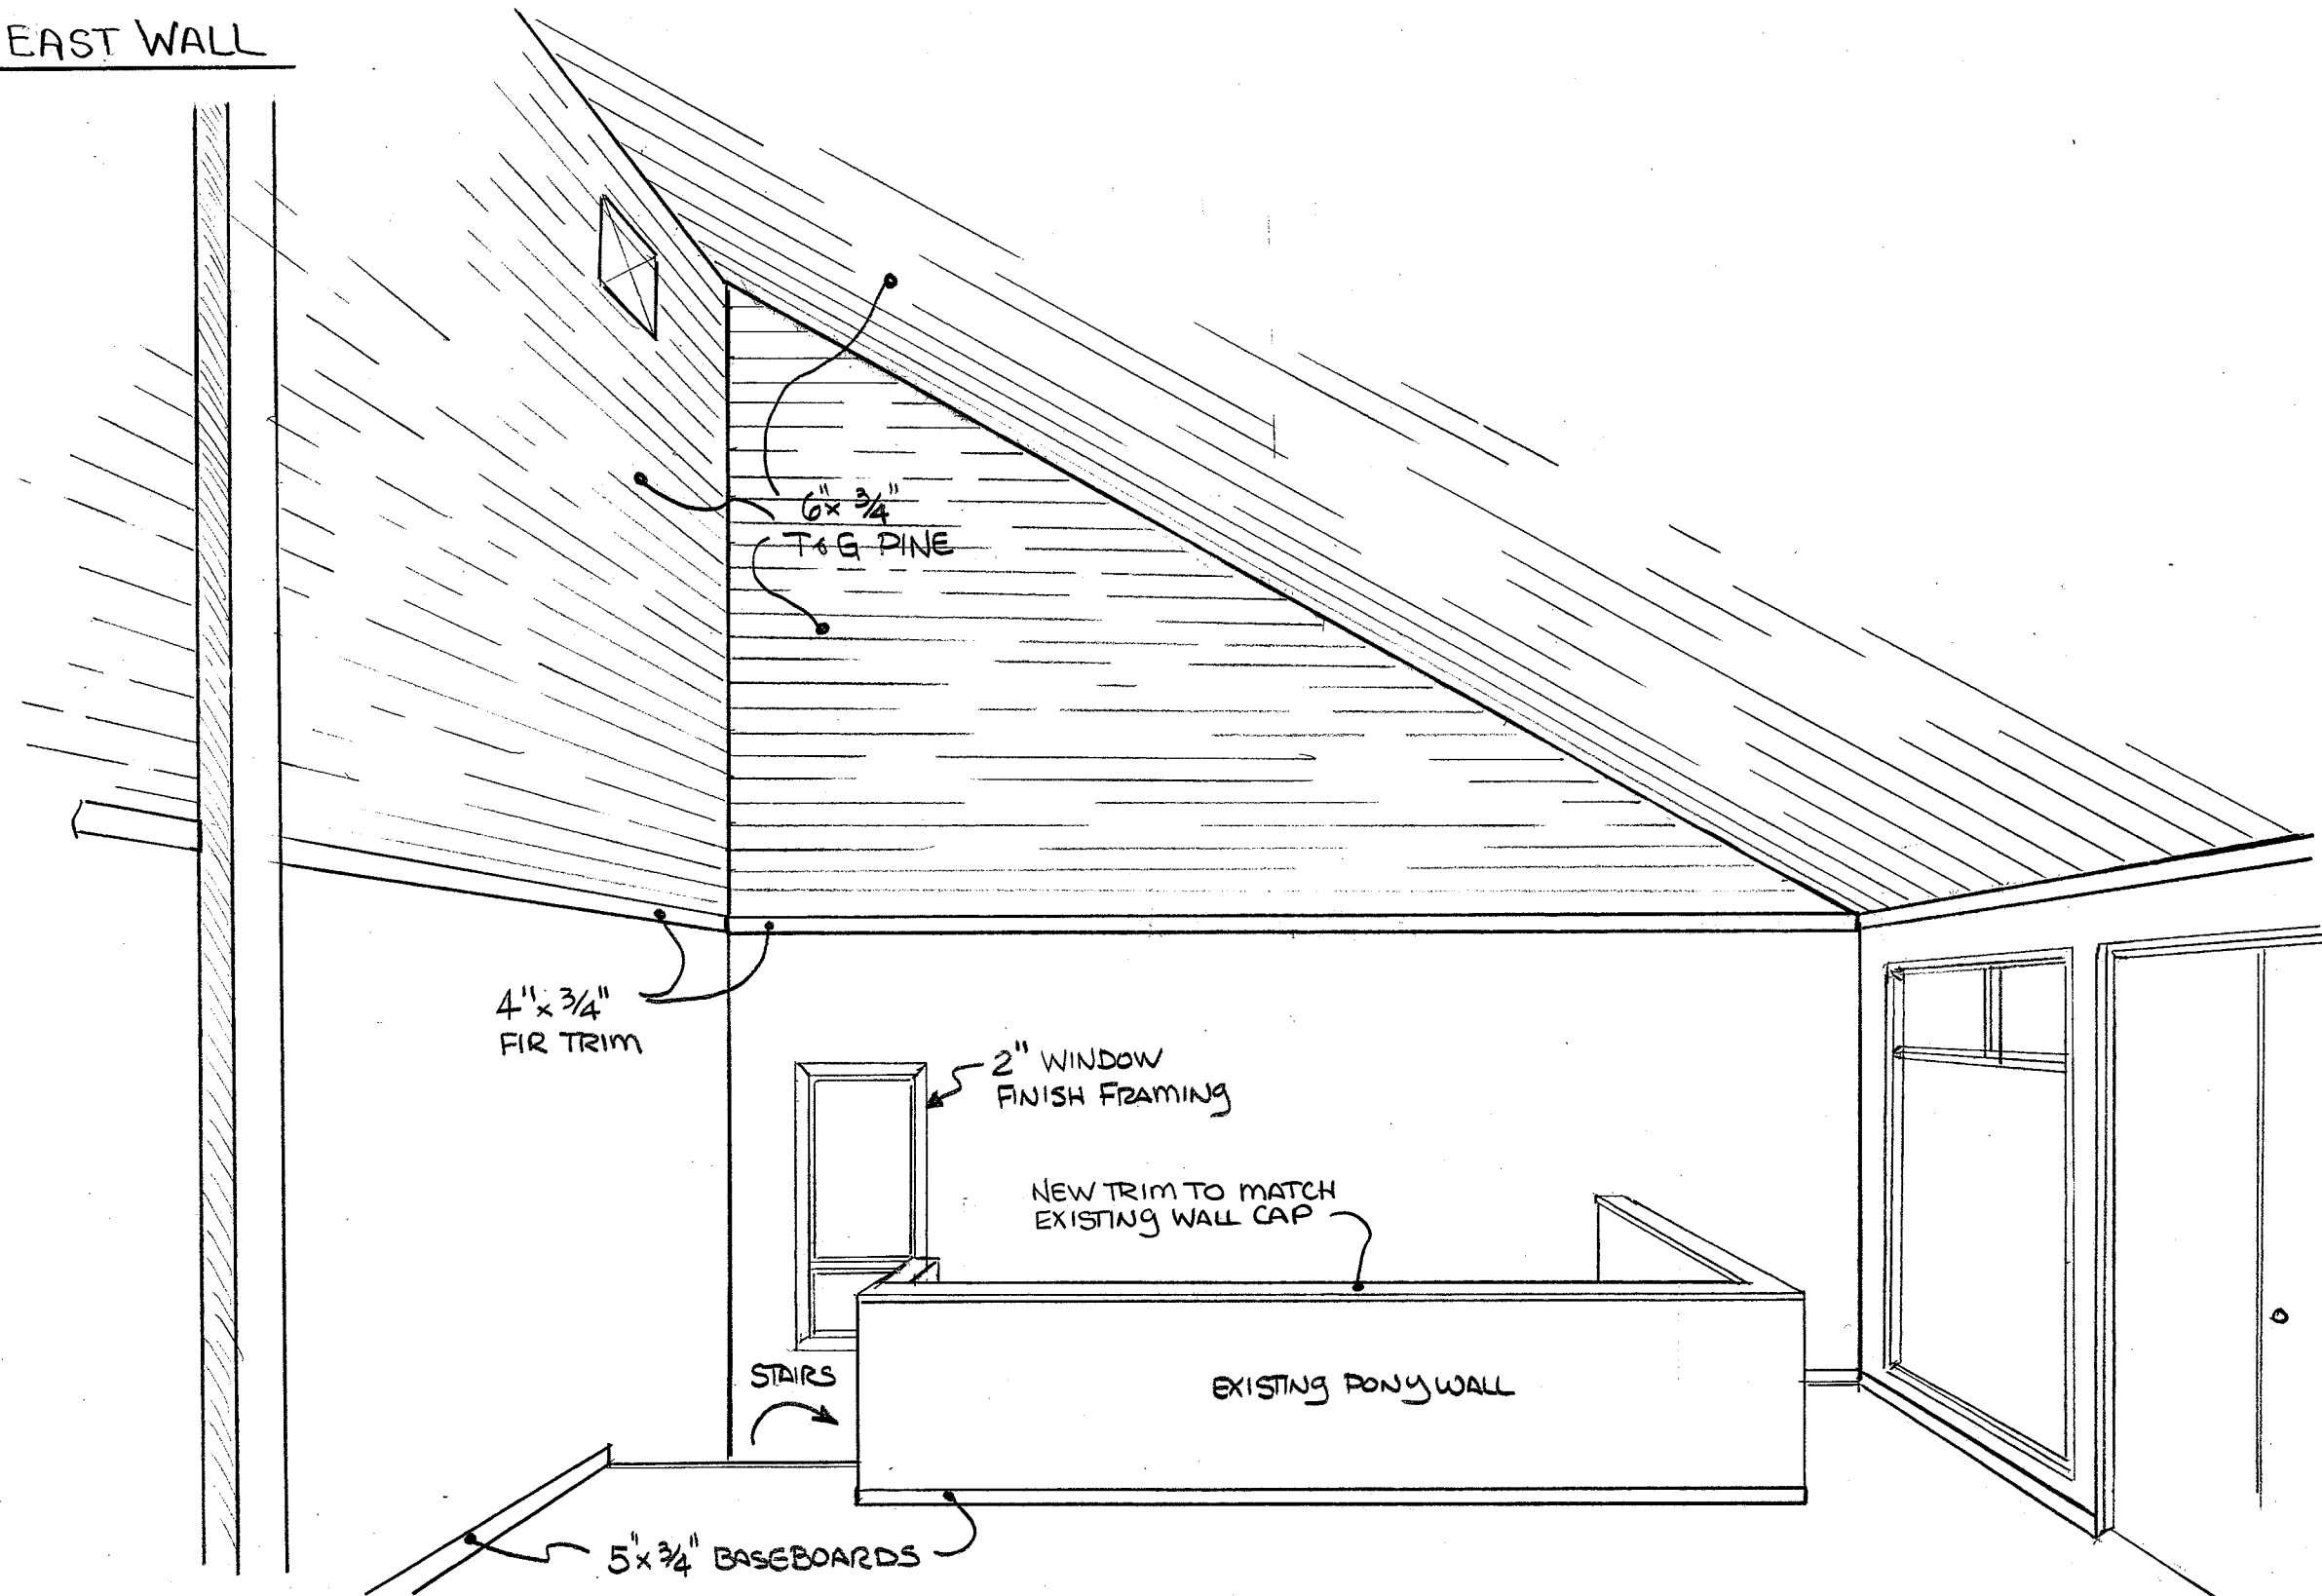 EAST WALL
6" x 3/4"
T & G PINE
4" x 3/4"
FIR TRIM
2" WINDOW
FINISH FRAMING
NEW TRIM TO MATCH
EXISTING WALL CAP
STAIRS
EXISTING PONY WALL
5" x 3/4" BASEBOARDS